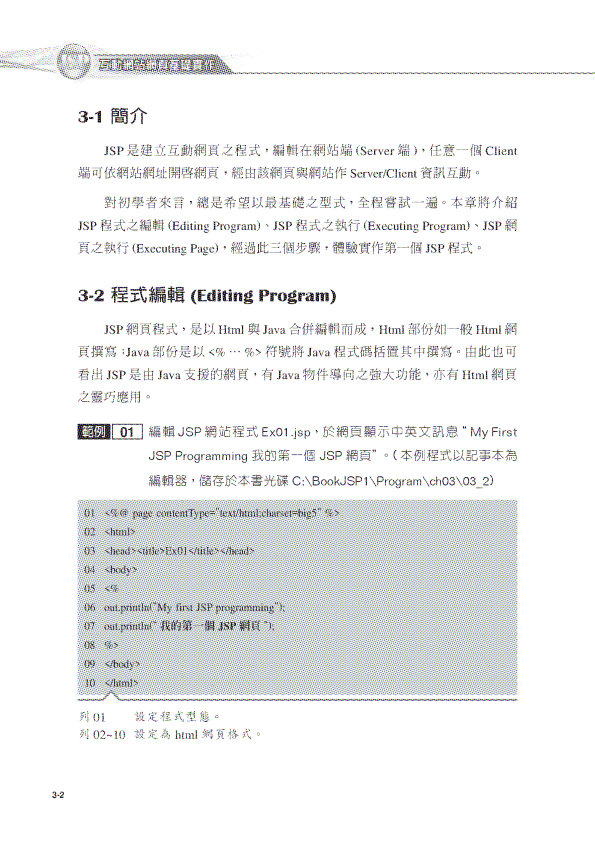 互動網站網頁基礎實作
3-1 簡介
JSP 是建立互動網頁之程式，編輯在網站端 (Server 端 )，任意一個 Client
端可依網站網址開啓網頁，經由該網頁與網站作 Server/Client 資訊互動。
對初學者來言，總是希望以最基礎之型式，全程嘗試一遍。本章將介紹
JSP 程式之編輯 (Editing Program)、JSP 程式之執行 (Executing Program)、JSP 網
頁之執行 (Executing Page)，經過此三個步驟，體驗實作第一個 JSP 程式。
3-2 程式編輯 (Editing Program)
JSP 網頁程式，是以 Html 與 Java 合併編輯而成，Html 部份如一般 Html 網
頁撰寫；Java 部份是以 <% … %> 符號將 Java 程式碼括置其中撰寫。由此也可
看出 JSP 是由 Java 支援的網頁，有 Java 物件導向之強大功能，亦有 Html 網頁
之靈巧應用。
範例 01 編輯 JSP 網站程式 Ex01.jsp，於網頁顯示中英文訊息 " My First
JSP Programming 我的第一個 JSP 網頁"。( 本例程式以記事本為
編輯器，儲存於本書光碟 C:\BookJSP1\Program\ch03\03_2)
01 <%@ page contentType="text/html;charset=big5" %>
02 <html>
03 <head><title>Ex01</title></head>
04 <body>
05 <%
06 out.println("My first JSP programming");
07 out.println(" 我的第一個 JSP 網頁 ");
08 %>
09 </body>
10 </html>
列 01 設定程式型態。
列 02~10 設定為 html 網頁格式。
3-2